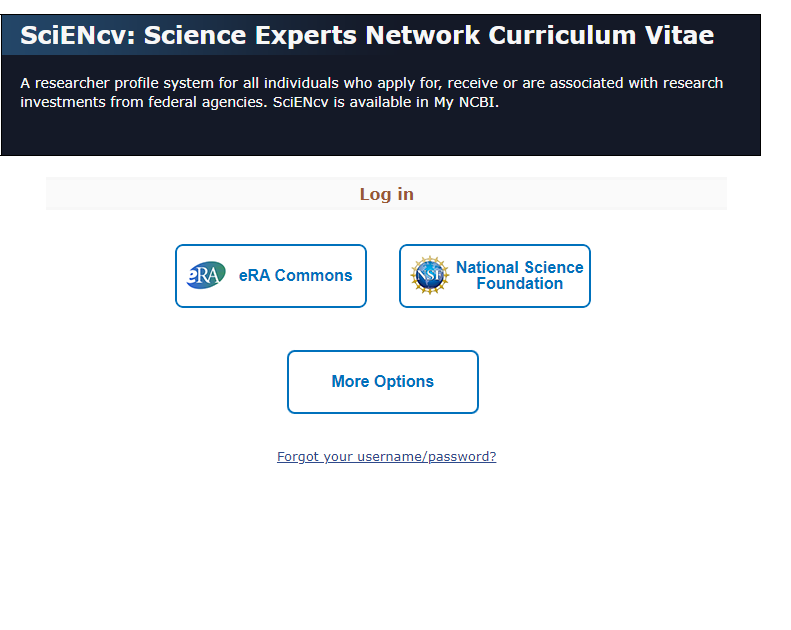 SciENcv: Science Experts Network Curriculum Vitae
A researcher profile system for all individuals who apply for, receive or are associated with research
investments from federal agencies. SciENcv is available in My NCBI.
Log in
eRA
eRA Commons
NSF
National Science
Foundation
More Options
Forgot your username/password?